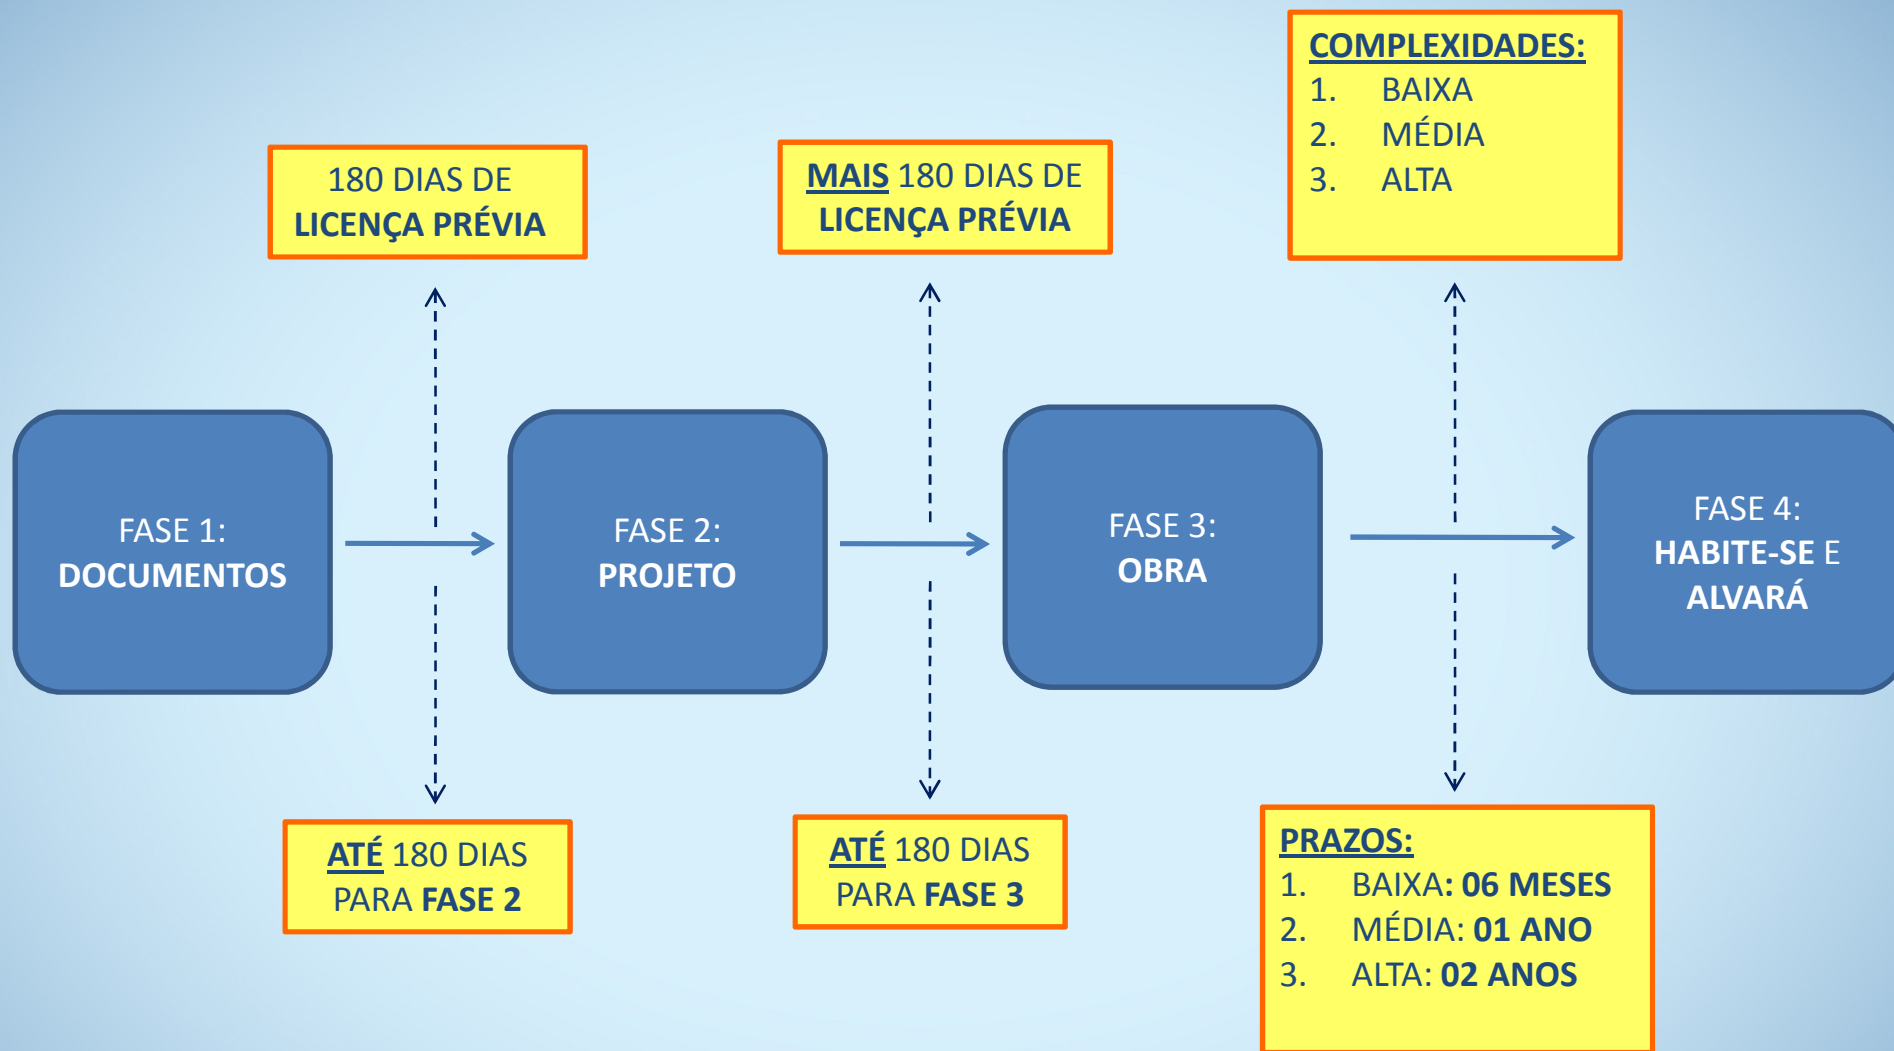 COMPLEXIDADES:
1. BAIXA
2. MÉDIA
3. ALTA
180 DIAS DE
LICENÇA PRÉVIA
MAIS 180 DIAS DE
LICENÇA PRÉVIA
FASE 1:
DOCUMENTOS
FASE 2:
PROJETO
FASE 3:
OBRA
FASE 4:
HABITE-SE E
ALVARÁ
ATÉ 180 DIAS
PARA FASE 2
ATÉ 180 DIAS
PARA FASE 3
PRAZOS:
1. BAIXA: 06 MESES
2. MÉDIA: 01 ANO
3. ALTA: 02 ANOS